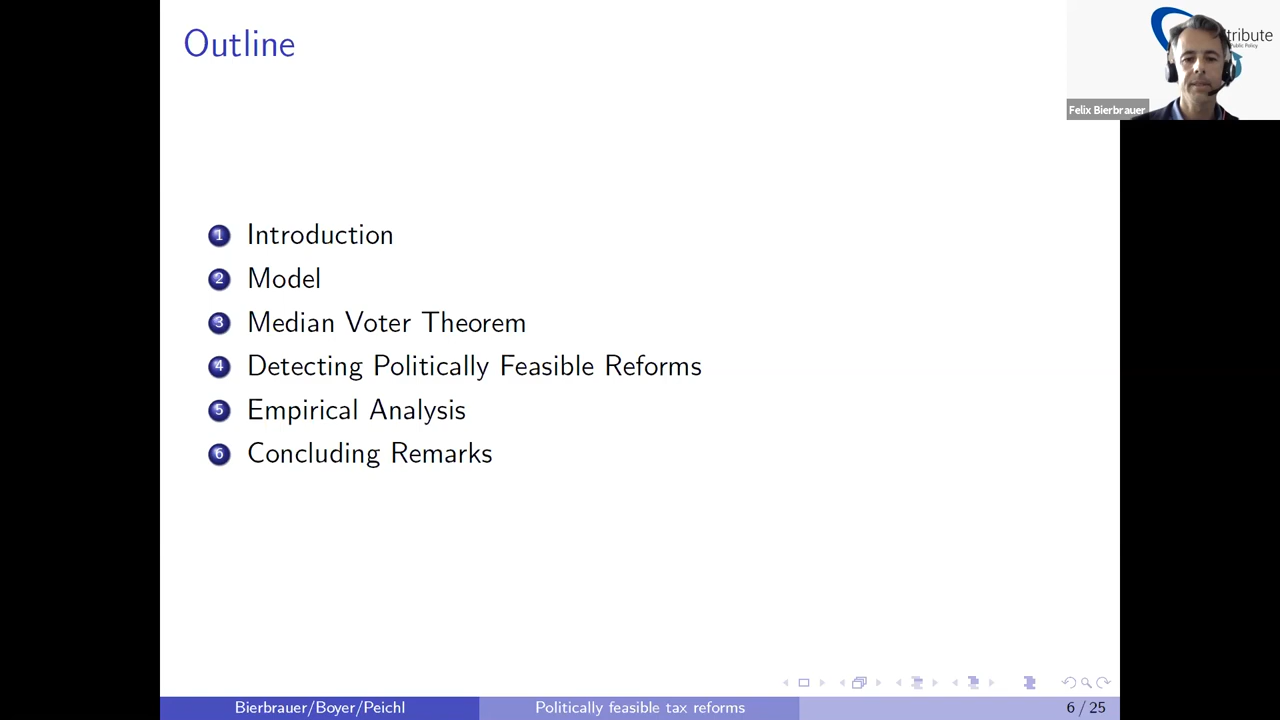 Outline
tribute
Public Policy
Felix Bierbrauer
1 Introduction
2 Model
3 Median Voter Theorem
4 Detecting Politically Feasible Reforms
5 Empirical Analysis
6 Concluding Remarks
Bierbrauer/Boyer/Peichl
Politically feasible tax reforms
6 / 25